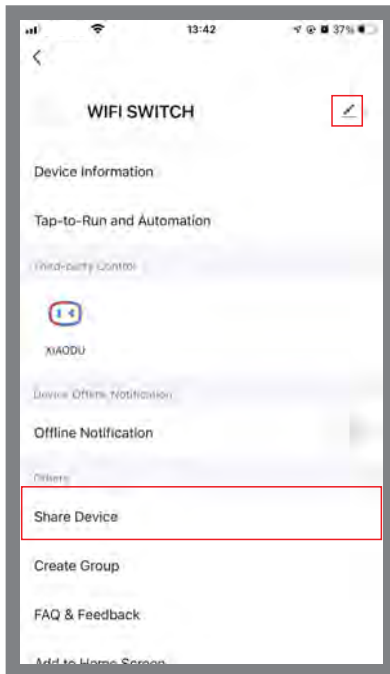 13:42
37%
WIFI SWITCH
Device Information
Tap-to-Run and Automation
Third-party Control
XIAODU
Device Offline Notification
Offline Notification
Others
Share Device
Create Group
FAQ & Feedback
Add to Home Screen